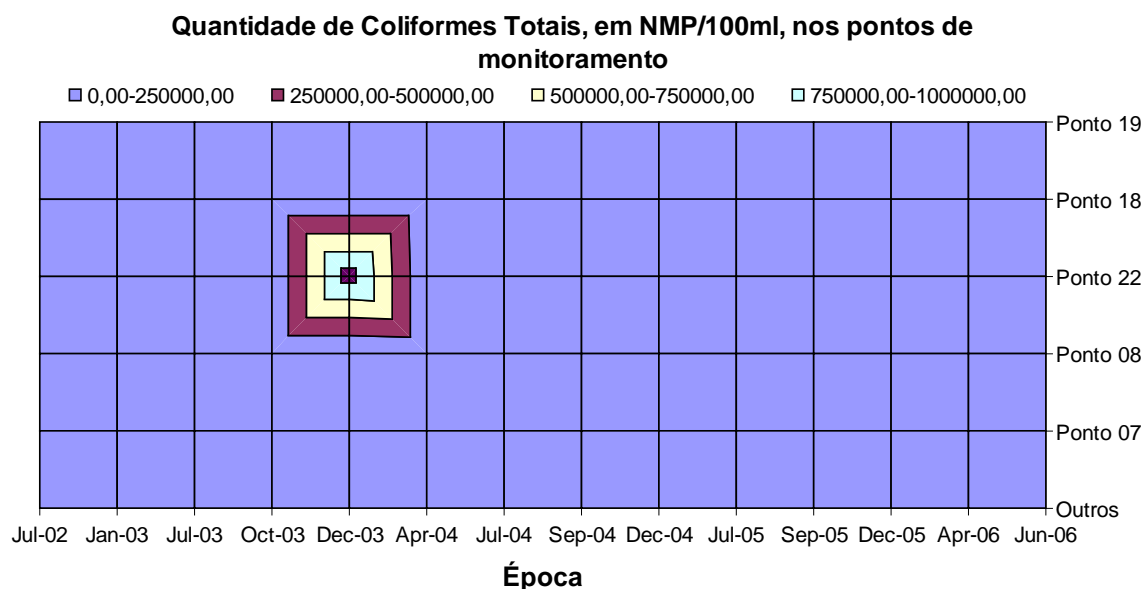 Quantidade de Coliformes Totais, em NMP/100ml, nos pontos de
monitoramento
0,00-250000,00 250000,00-500000,00 500000,00-750000,00 750000,00-1000000,00
Ponto 19
Ponto 18
Ponto 22
Ponto 08
Ponto 07
Outros
Jul-02 Jan-03 Jul-03 Oct-03 Dec-03 Apr-04 Jul-04 Sep-04 Dec-04 Jul-05 Sep-05 Dec-05 Apr-06 Jun-06
Época